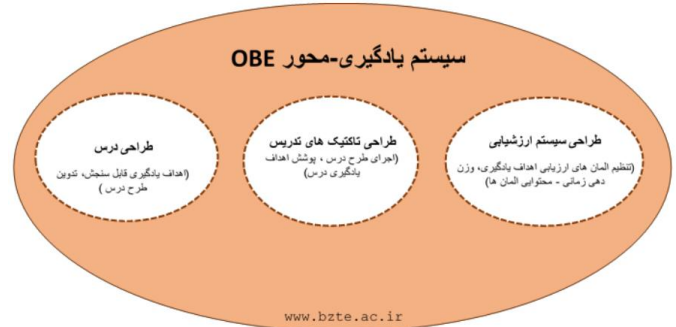 سیستم یادگیری-محور OBE
طراحی سیستم ارزشیابی
(تنظیم المان های ارزیابی اهداف یادگیری، وزن
دهی زمانی - محتوایی المان ها)
طراحی تاکتیک های تدریس
(اجرای طرح درس ، پوشش اهداف
یادگیری درس)
طراحی درس
(اهداف یادگیری قابل سنجش، تدوین
طرح درس )
www.bzte.ac.ir